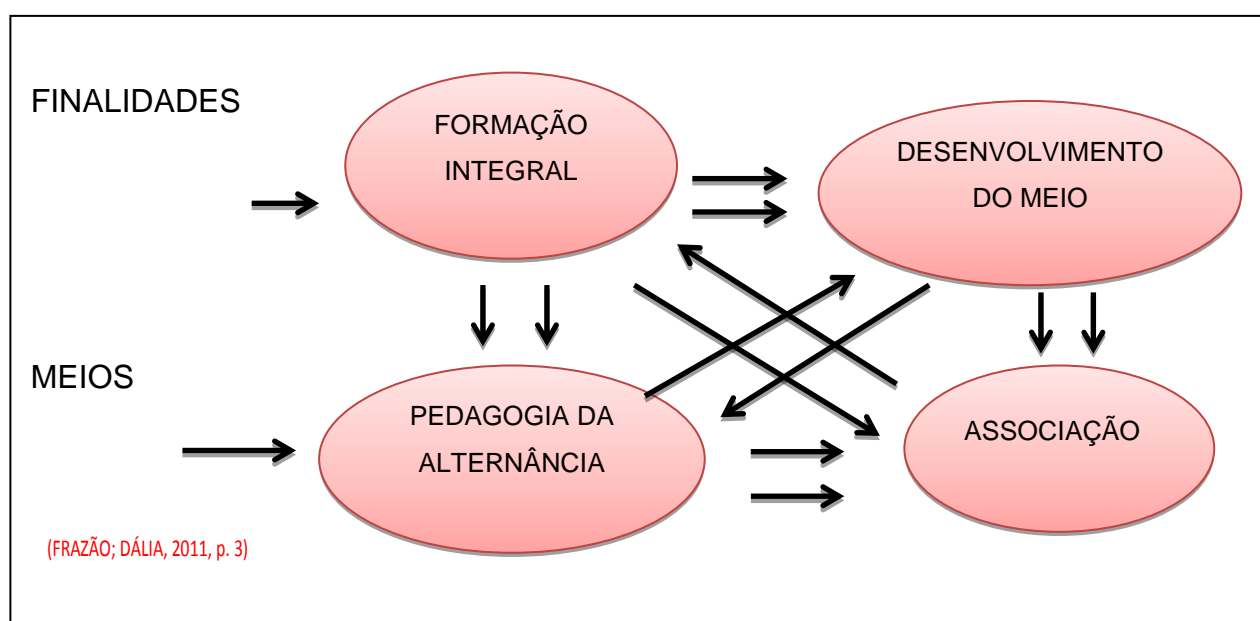 FINALIDADES
FORMAÇÃO
INTEGRAL
DESENVOLVIMENTO
DO MEIO
MEIOS
PEDAGOGIA DA
ALTERNÂNCIA
ASSOCIAÇÃO
(FRAZÃO; DÁLIA, 2011, p. 3)